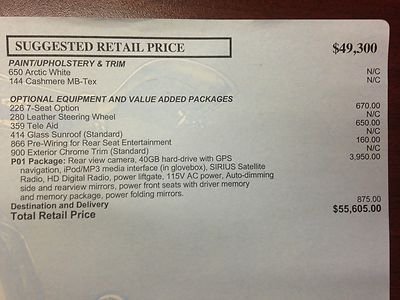 SUGGESTED RETAIL PRICE $49,300
PAINT/UPHOLSTERY & TRIM
650 Arctic White N/C
144 Cashmere MB-Tex N/C
OPTIONAL EQUIPMENT AND VALUE ADDED PACKAGES
226 7-Seat Option 670.00
280 Leather Steering Wheel N/C
359 Tele Aid 650.00
414 Glass Sunroof (Standard) N/C
866 Pre-Wiring for Rear Seat Entertainment 160.00
900 Exterior Chrome Trim (Standard) N/C
P01 Package: Rear view camera, 40GB hard-drive with GPS 3,950.00
navigation, iPod/MP3 media interface (in glovebox), SIRIUS Satellite
Radio, HD Digital Radio, power liftgate, 115V AC power, Auto-dimming
side and rearview mirrors, power front seats with driver memory
and memory package, power folding mirrors.
Destination and Delivery 875.00
Total Retail Price $55,605.00